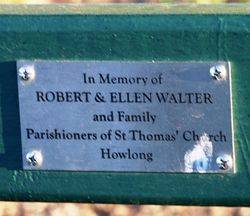 In Memory of
ROBERT & ELLEN WALTER
and Family
Parishioners of St Thomas' Church
Howlong